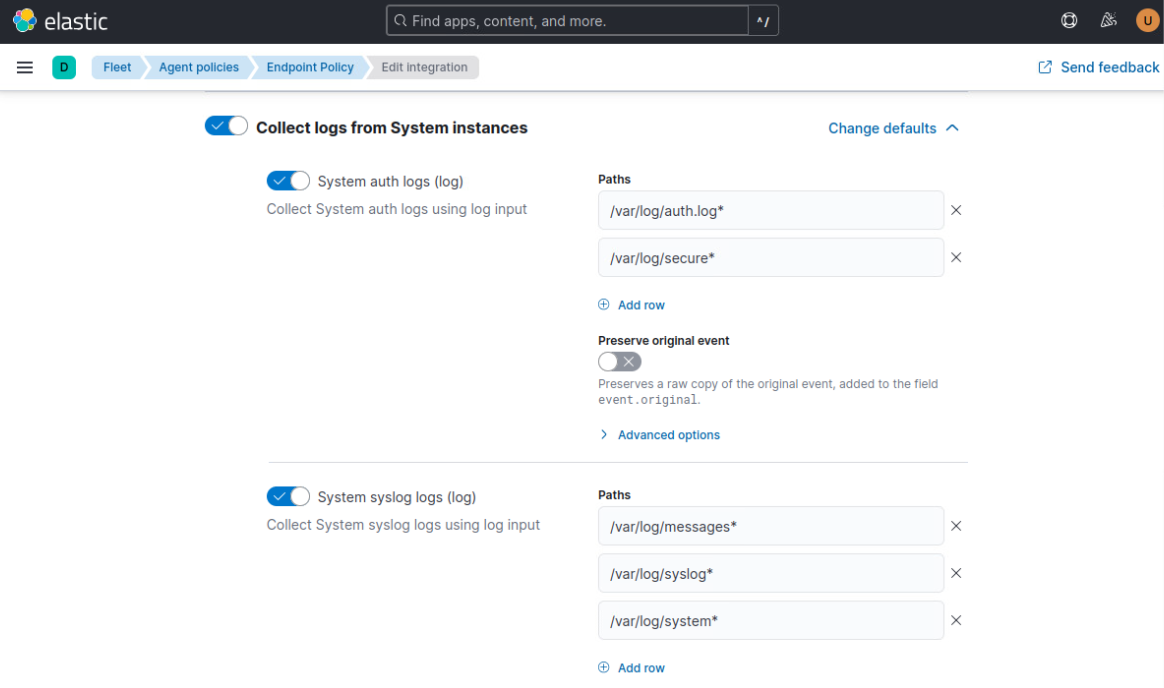 elastic
Find apps, content, and more.
^/
U
D
Fleet
Agent policies
Endpoint Policy
Edit integration
Send feedback
Collect logs from System instances
Change defaults
System auth logs (log)
Collect System auth logs using log input
Paths
/var/log/auth.log*
/var/log/secure*
Add row
Preserve original event
Preserves a raw copy of the original event, added to the field
event.original.
Advanced options
System syslog logs (log)
Collect System syslog logs using log input
Paths
/var/log/messages*
/var/log/syslog*
/var/log/system*
Add row